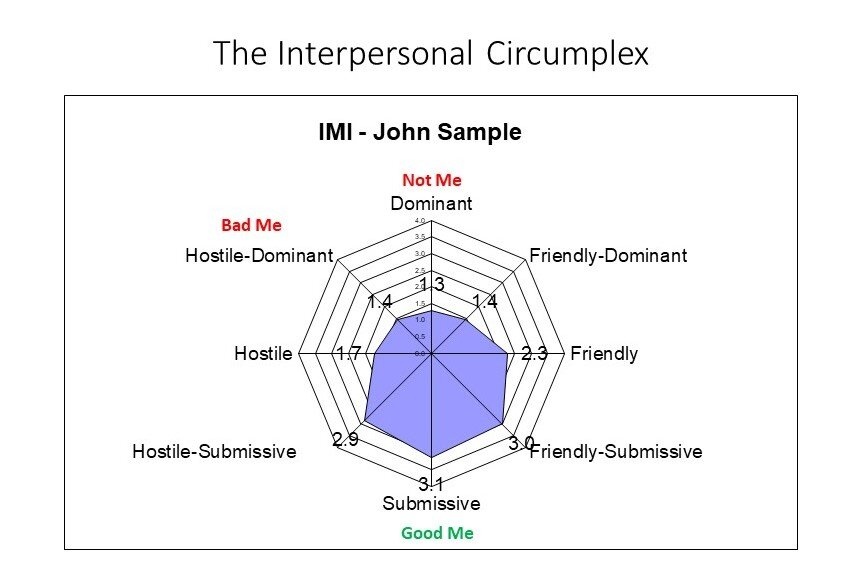 The Interpersonal Circumplex
IMI - John Sample
Not Me
Dominant
Bad Me
Hostile-Dominant
Friendly-Dominant
4.0
3.5
3.0
2.5
2.0
1.5
1.0
0.5
0.0
1.3
1.4
1.4
Hostile
1.7
2.3
Friendly
2.9
3.0
Hostile-Submissive
Friendly-Submissive
3.1
Submissive
Good Me